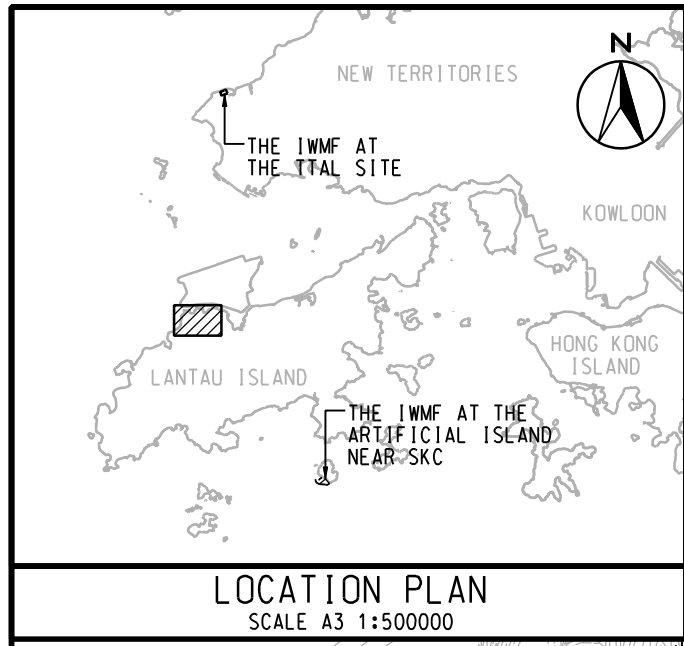 N
NEW TERRITORIES
THE IWMF AT
THE TTAL SITE
KOWLOON
HONG KONG
ISLAND
LANTAU ISLAND
THE IWMF AT THE
ARTIFICIAL ISLAND
NEAR SKC
LOCATION PLAN
SCALE A3 1:500000